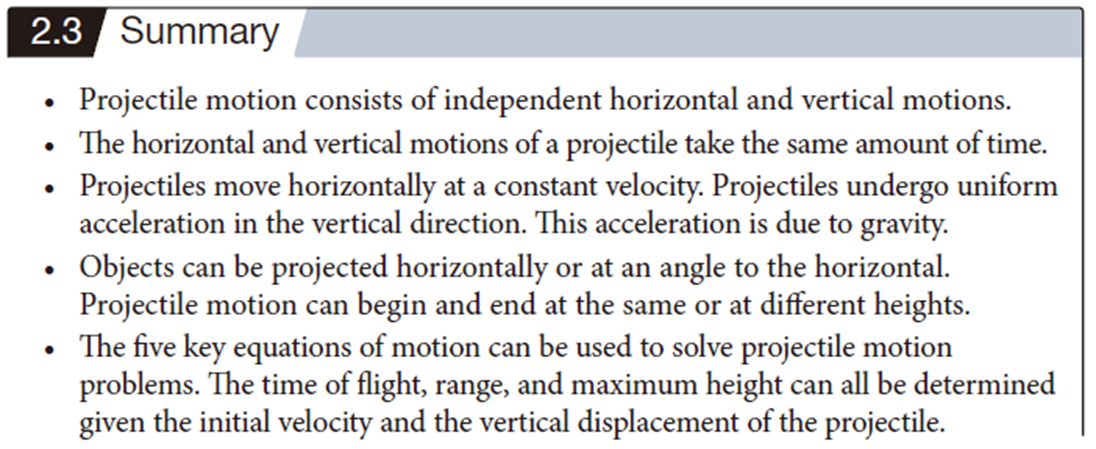 2.3 Summary
• Projectile motion consists of independent horizontal and vertical motions.
• The horizontal and vertical motions of a projectile take the same amount of time.
• Projectiles move horizontally at a constant velocity. Projectiles undergo uniform
acceleration in the vertical direction. This acceleration is due to gravity.
• Objects can be projected horizontally or at an angle to the horizontal.
Projectile motion can begin and end at the same or at different heights.
• The five key equations of motion can be used to solve projectile motion
problems. The time of flight, range, and maximum height can all be determined
given the initial velocity and the vertical displacement of the projectile.